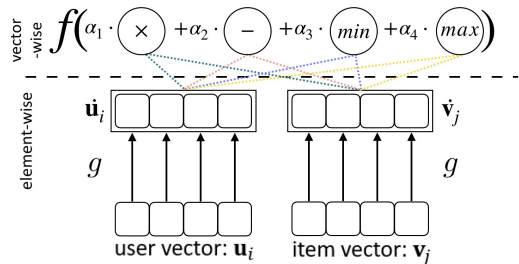 vector
-wise
f(α₁ · × +α₂ · − +α₃ · min +α₄ · max)
element-wise
u̇ᵢ v̇ⱼ
g g
user vector: uᵢ item vector: vⱼ